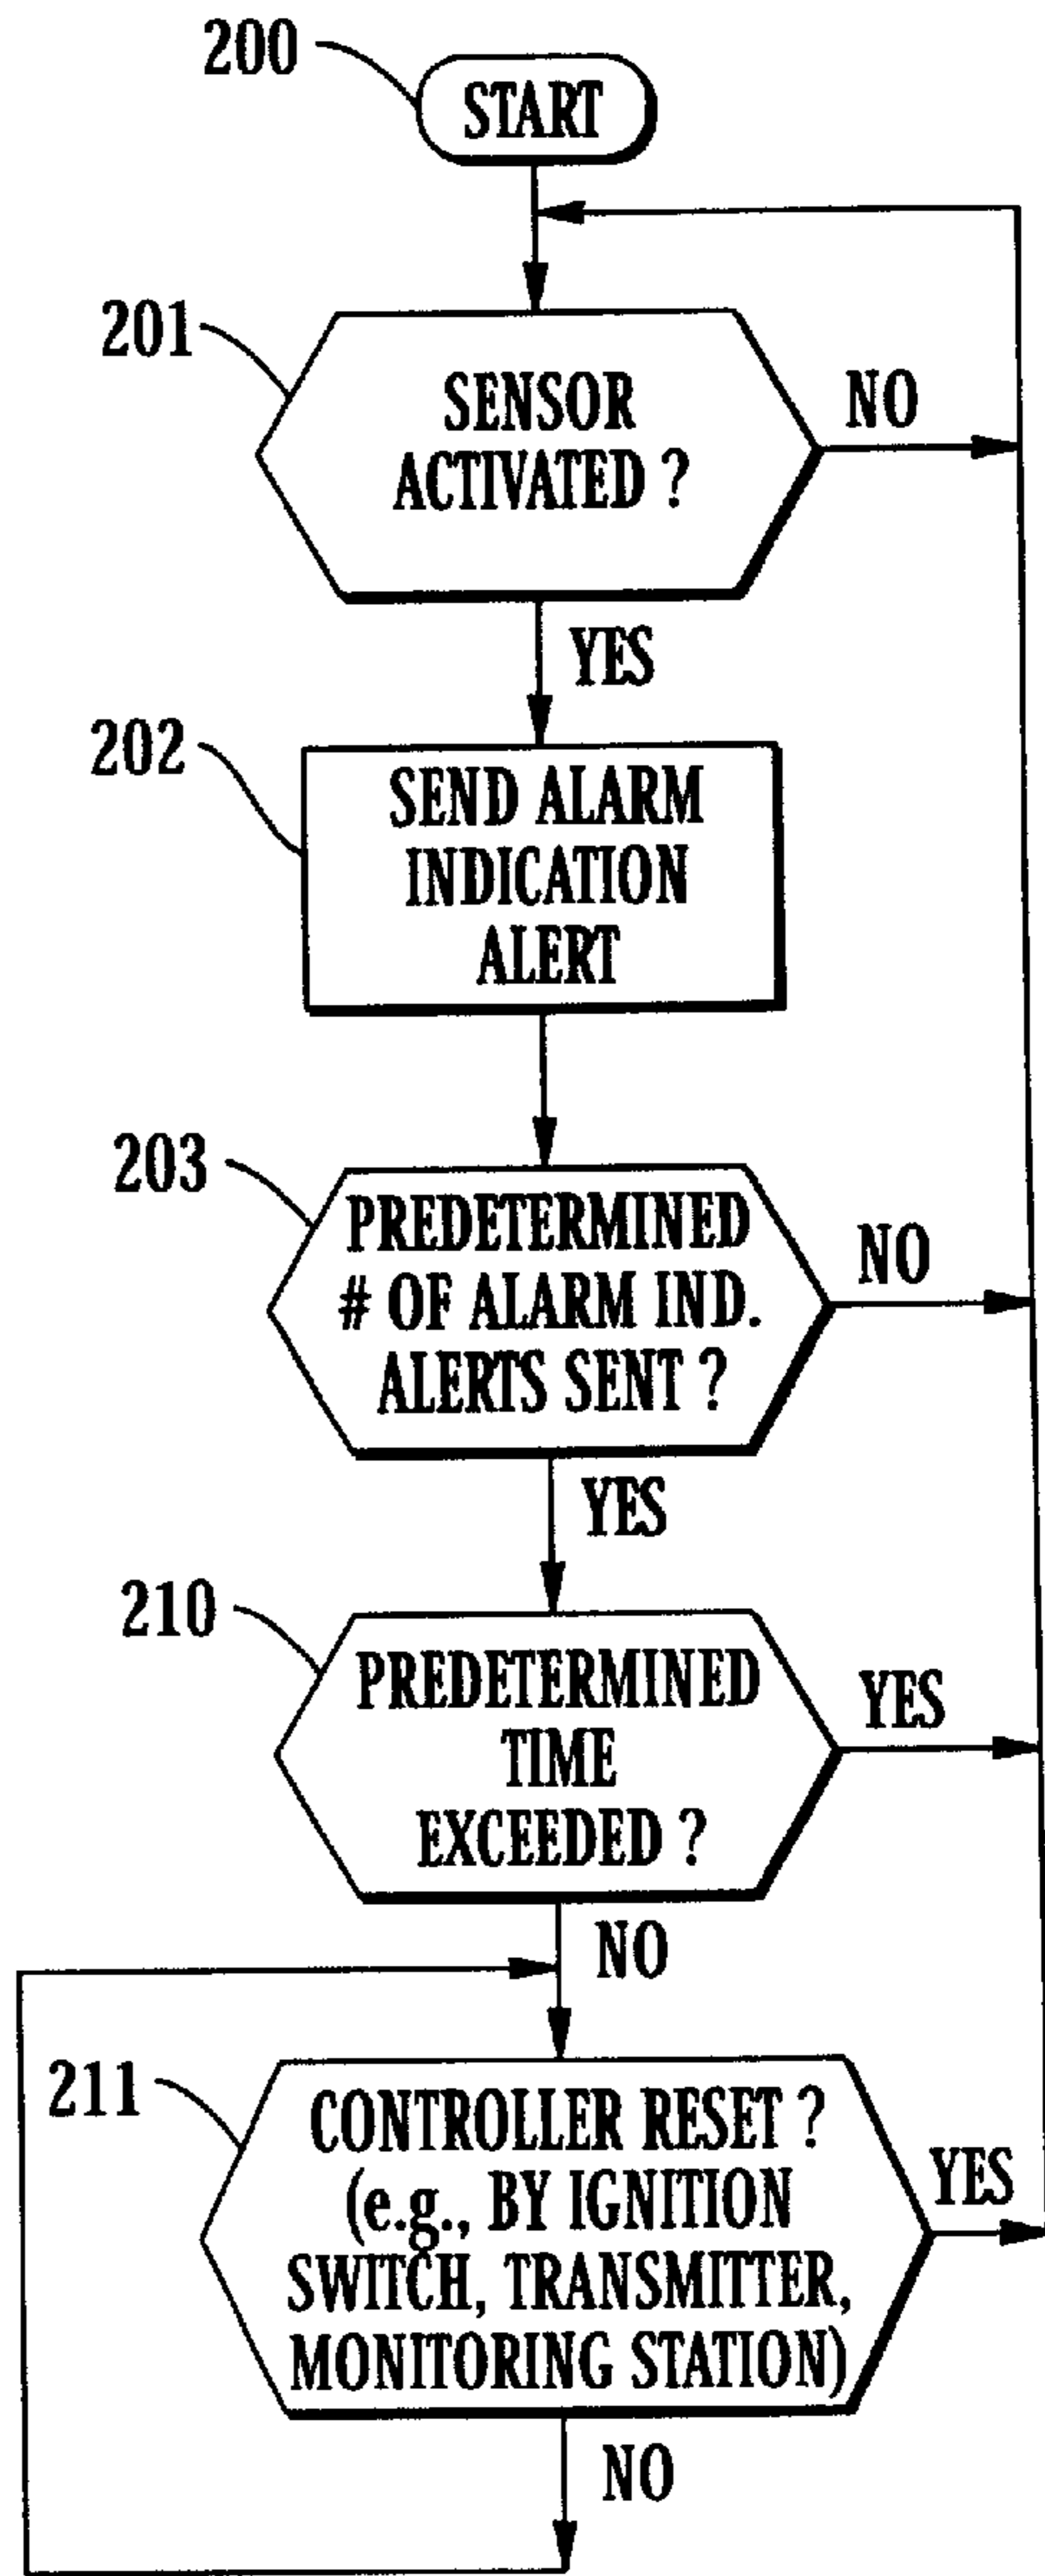 200
START
201
SENSOR
ACTIVATED ?
NO
YES
202
SEND ALARM
INDICATION
ALERT
203
PREDETERMINED
# OF ALARM IND.
ALERTS SENT ?
NO
YES
210
PREDETERMINED
TIME
EXCEEDED ?
YES
NO
211
CONTROLLER RESET ?
(e.g., BY IGNITION
SWITCH, TRANSMITTER,
MONITORING STATION)
YES
NO